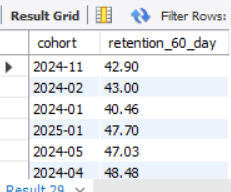 Result Grid Filter Rows:
cohort retention_60_day
2024-11 42.90
2024-02 43.00
2024-01 40.46
2025-01 47.70
2024-05 47.03
2024-04 48.48
Result 29